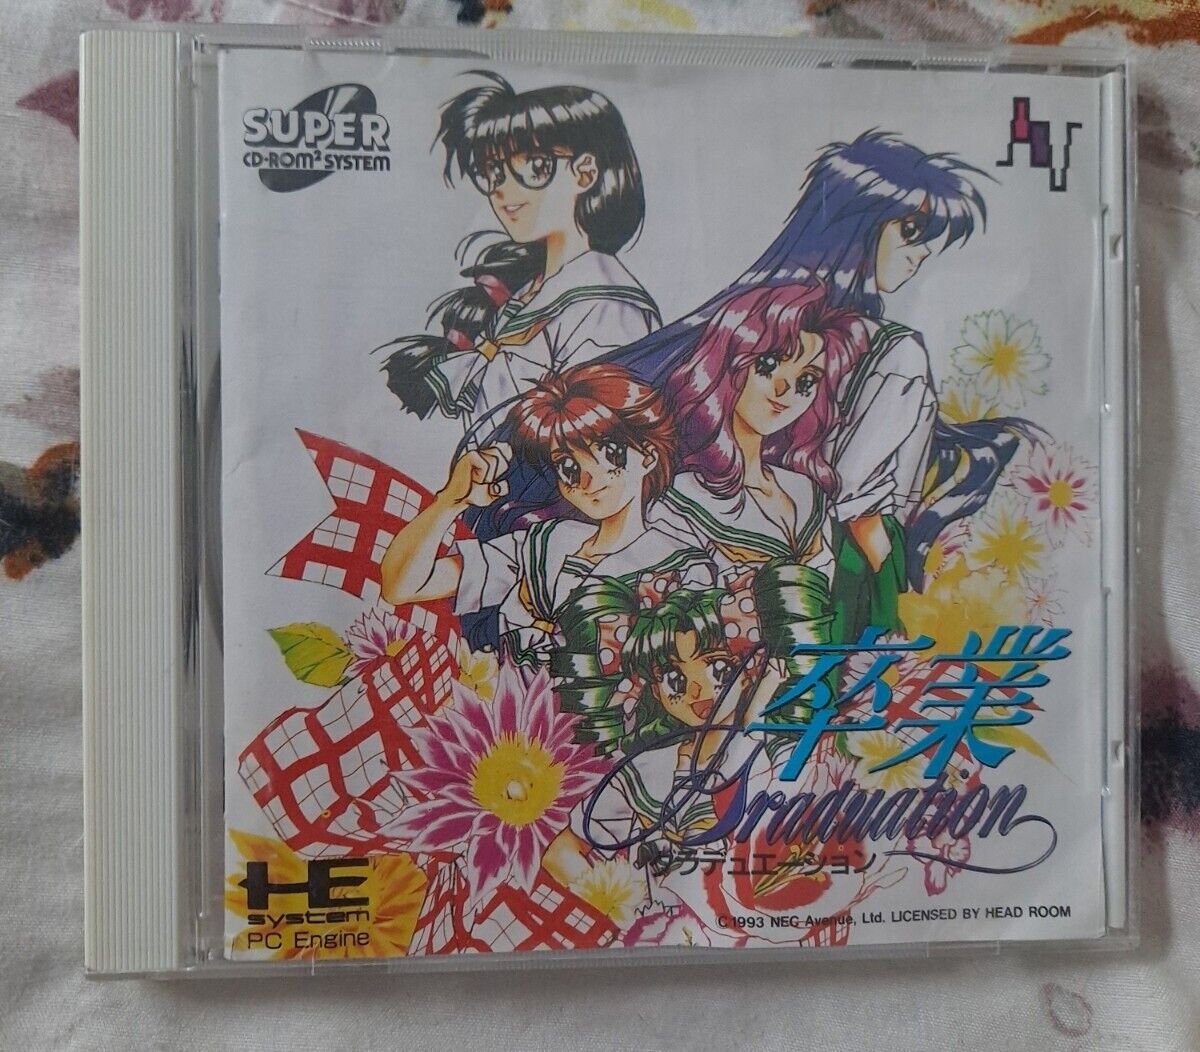 SUPER
CD-ROM² SYSTEM
卒業
Graduation
グラデュエーション
HE
system
PC Engine
©1993 NEC Avenue, Ltd. LICENSED BY HEAD ROOM